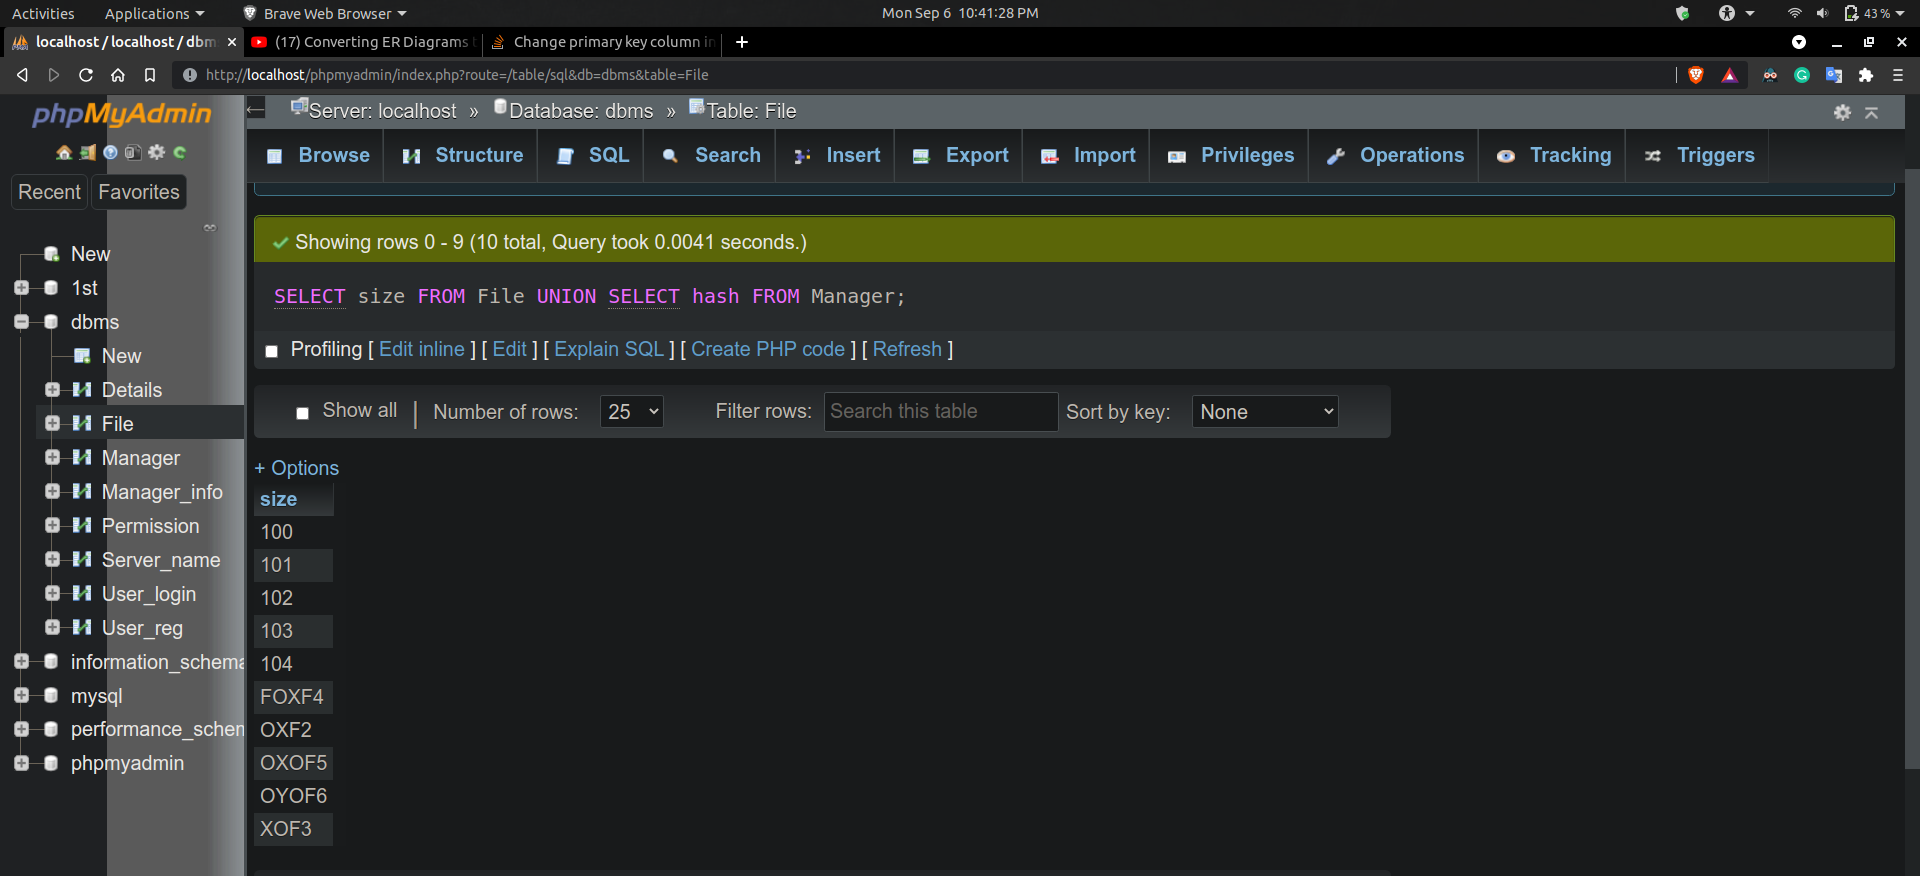 Activities Applications Brave Web Browser Mon Sep 6 10:41:28 PM 43 %
localhost / localhost / dbm (17) Converting ER Diagrams t Change primary key column in
http://localhost/phpmyadmin/index.php?route=/table/sql&db=dbms&table=File
phpMyAdmin
Server: localhost » Database: dbms » Table: File
Browse Structure SQL Search Insert Export Import Privileges Operations Tracking Triggers
Recent Favorites
New
1st
dbms
New
Details
File
Manager
Manager_info
Permission
Server_name
User_login
User_reg
information_schema
mysql
performance_schem
phpmyadmin
Showing rows 0 - 9 (10 total, Query took 0.0041 seconds.)
SELECT size FROM File UNION SELECT hash FROM Manager;
Profiling [ Edit inline ] [ Edit ] [ Explain SQL ] [ Create PHP code ] [ Refresh ]
Show all | Number of rows: 25 Filter rows: Search this table Sort by key: None
+ Options
size
100
101
102
103
104
FOXF4
OXF2
OXOF5
OYOF6
XOF3